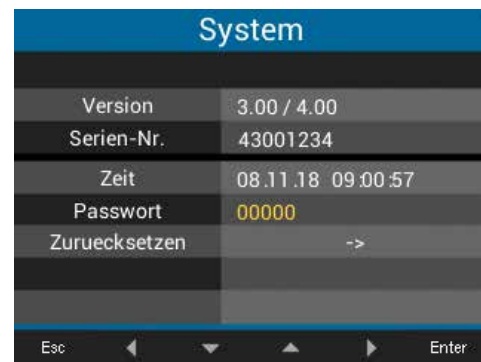 System
Version 3.00 / 4.00
Serien-Nr. 43001234
Zeit 08.11.18 09:00:57
Passwort 00000
Zuruecksetzen ->
Esc Enter